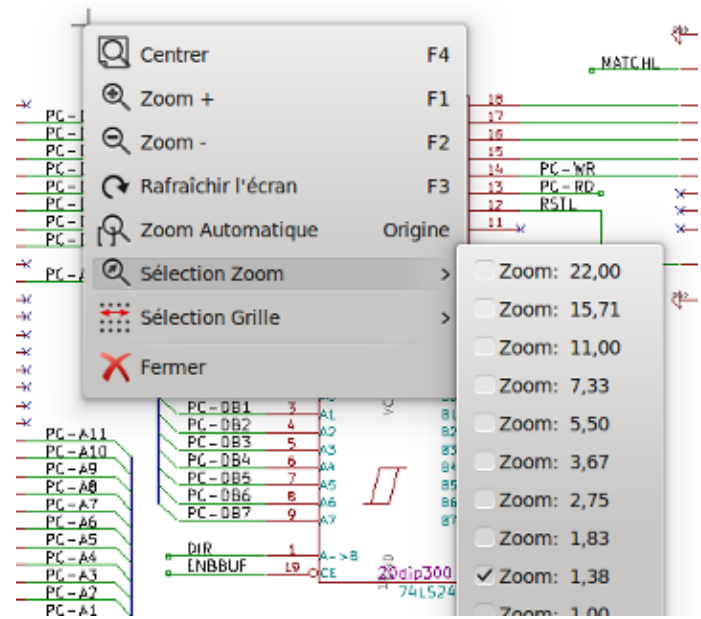 Centrer F4
Zoom + F1
Zoom - F2
Rafraîchir l'écran F3
Zoom Automatique Origine
Sélection Zoom >
Sélection Grille >
Fermer
Zoom: 22,00
Zoom: 15,71
Zoom: 11,00
Zoom: 7,33
Zoom: 5,50
Zoom: 3,67
Zoom: 2,75
Zoom: 1,83
Zoom: 1,38
Zoom: 1,00
MATCHL
18
17
16
15
14 PC-WR
13 PC-RD
12 RSTL
11
PC-DB1 3 A1
PC-DB2 4 A2
PC-DB3 5 A3
PC-DB4 6 A4
PC-DB5 7 A5
PC-DB6 8 A6
PC-DB7 9 A7
DIR 1 A->B
ENBBUF 19 CE
20dip300
74LS24
PC-A11
PC-A10
PC-A9
PC-A8
PC-A7
PC-A6
PC-A5
PC-A4
PC-A3
PC-A2
PC-A1